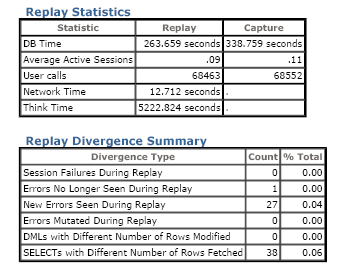 Replay Statistics
Statistic Replay Capture
DB Time 263.659 seconds 338.759 seconds
Average Active Sessions .09 .11
User calls 68463 68552
Network Time 12.712 seconds .
Think Time 5222.824 seconds .
Replay Divergence Summary
Divergence Type Count % Total
Session Failures During Replay 0 0.00
Errors No Longer Seen During Replay 1 0.00
New Errors Seen During Replay 27 0.04
Errors Mutated During Replay 0 0.00
DMLs with Different Number of Rows Modified 0 0.00
SELECTs with Different Number of Rows Fetched 38 0.06